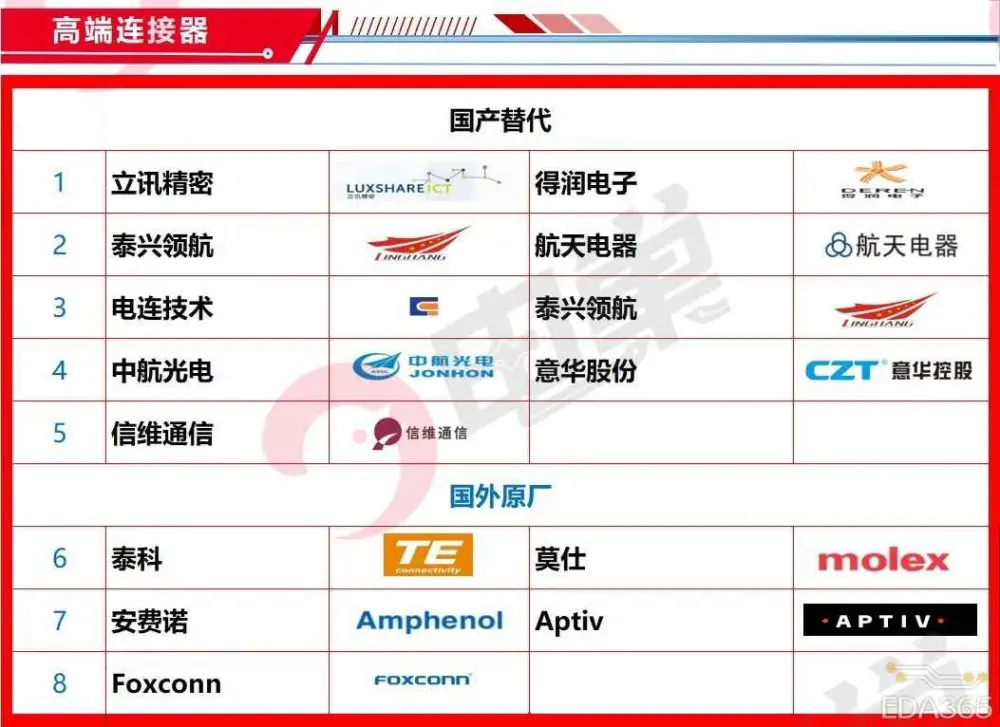 高端连接器
国产替代
1 立讯精密 LUXSHARE ICT 得润电子 DEREN
立讯精密 得润电子
2 泰兴领航 LINGHANG 航天电器 航天电器
3 电连技术 泰兴领航 LINGHANG
4 中航光电 AVIC 中航光电 JONHON 意华股份 CZT® 意华控股
5 信维通信 信维通信
国外原厂
6 泰科 TE connectivity 莫仕 molex
7 安费诺 Amphenol Aptiv · APTIV ·
8 Foxconn FOXCONN®
EDA365